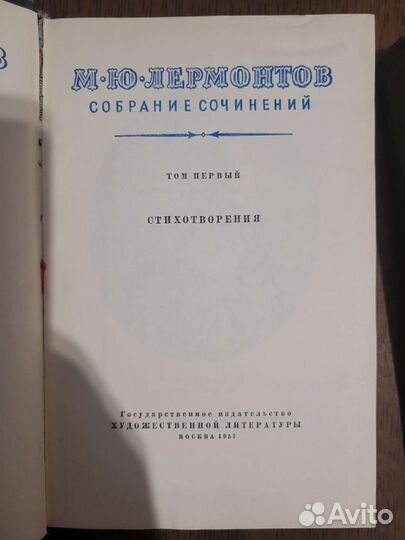 В
М·Ю·ЛЕРМОНТОВ
СОБРАНИЕ СОЧИНЕНИЙ
ТОМ ПЕРВЫЙ
СТИХОТВОРЕНИЯ
Государственное издательство
ХУДОЖЕСТВЕННОЙ ЛИТЕРАТУРЫ
МОСКВА 1957
Avito